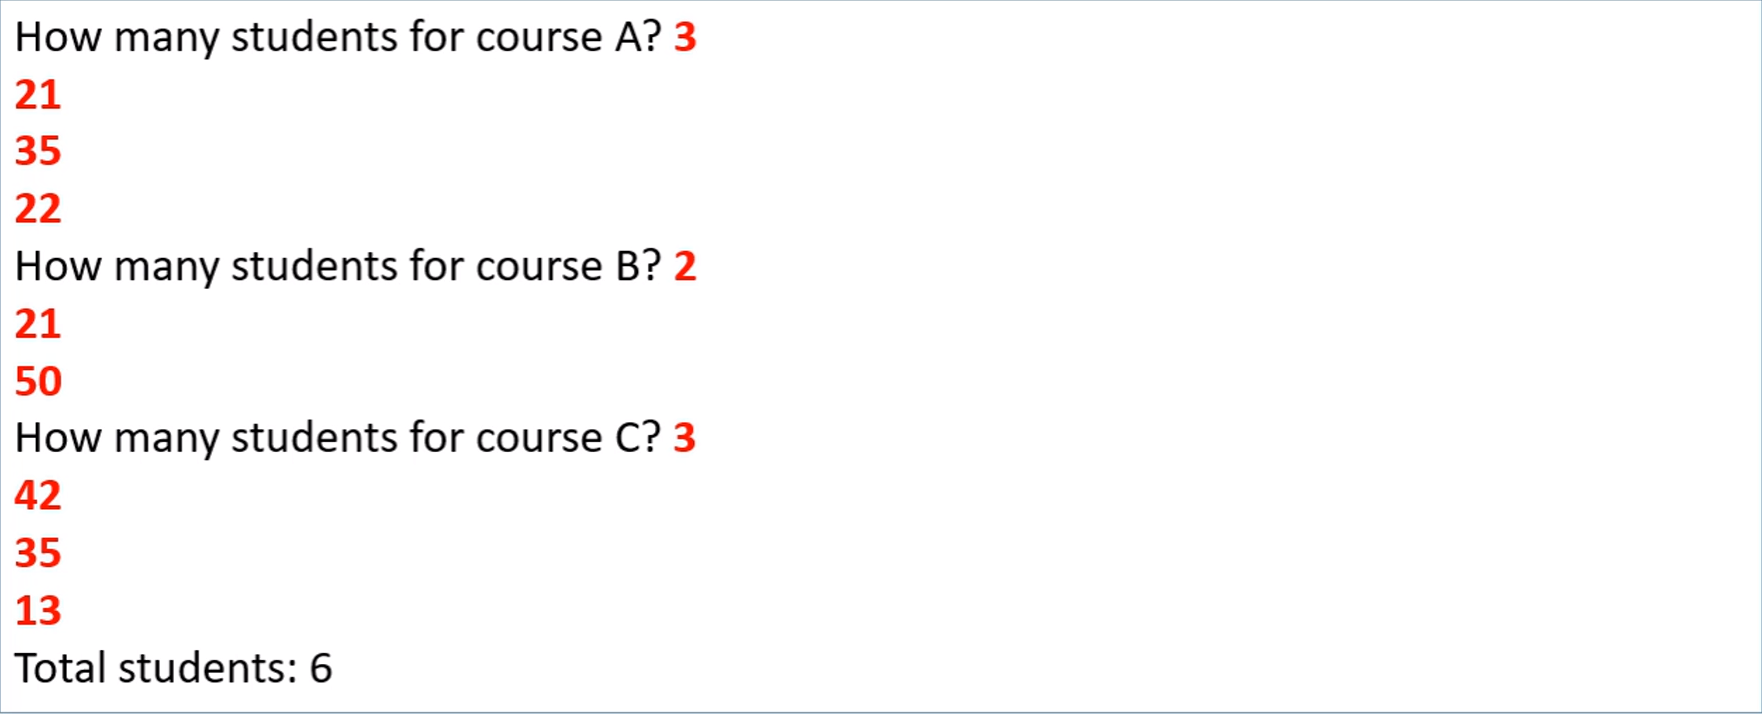 How many students for course A? 3
21
35
22
How many students for course B? 2
21
50
How many students for course C? 3
42
35
13
Total students: 6